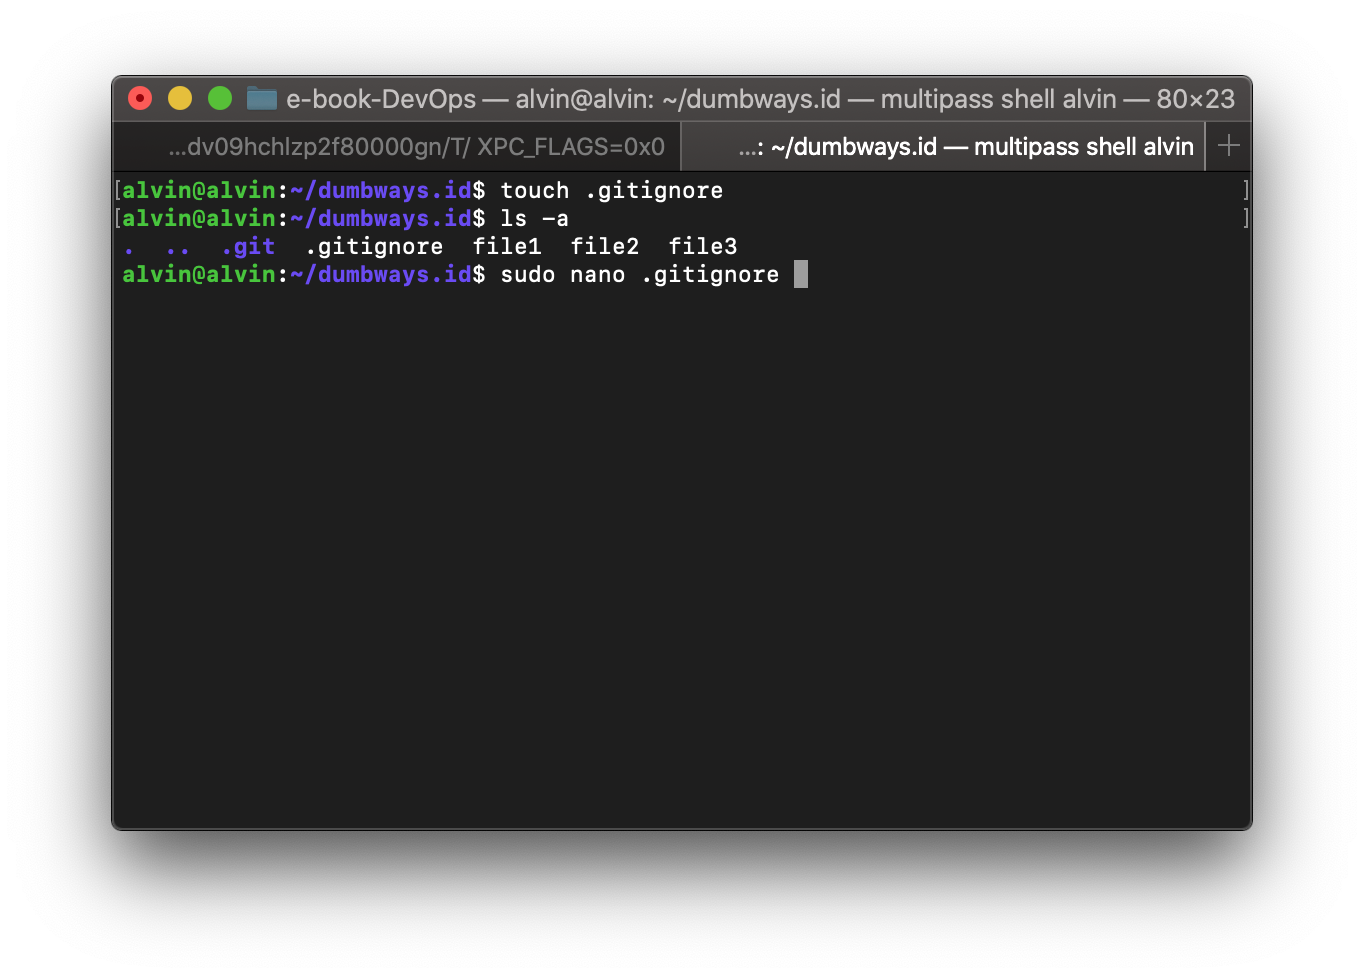 e-book-DevOps — alvin@alvin: ~/dumbways.id — multipass shell alvin — 80×23
...dv09hchlzp2f80000gn/T/ XPC_FLAGS=0x0
...: ~/dumbways.id — multipass shell alvin
[alvin@alvin:~/dumbways.id$ touch .gitignore ]
[alvin@alvin:~/dumbways.id$ ls -a ]
. .. .git .gitignore file1 file2 file3
alvin@alvin:~/dumbways.id$ sudo nano .gitignore